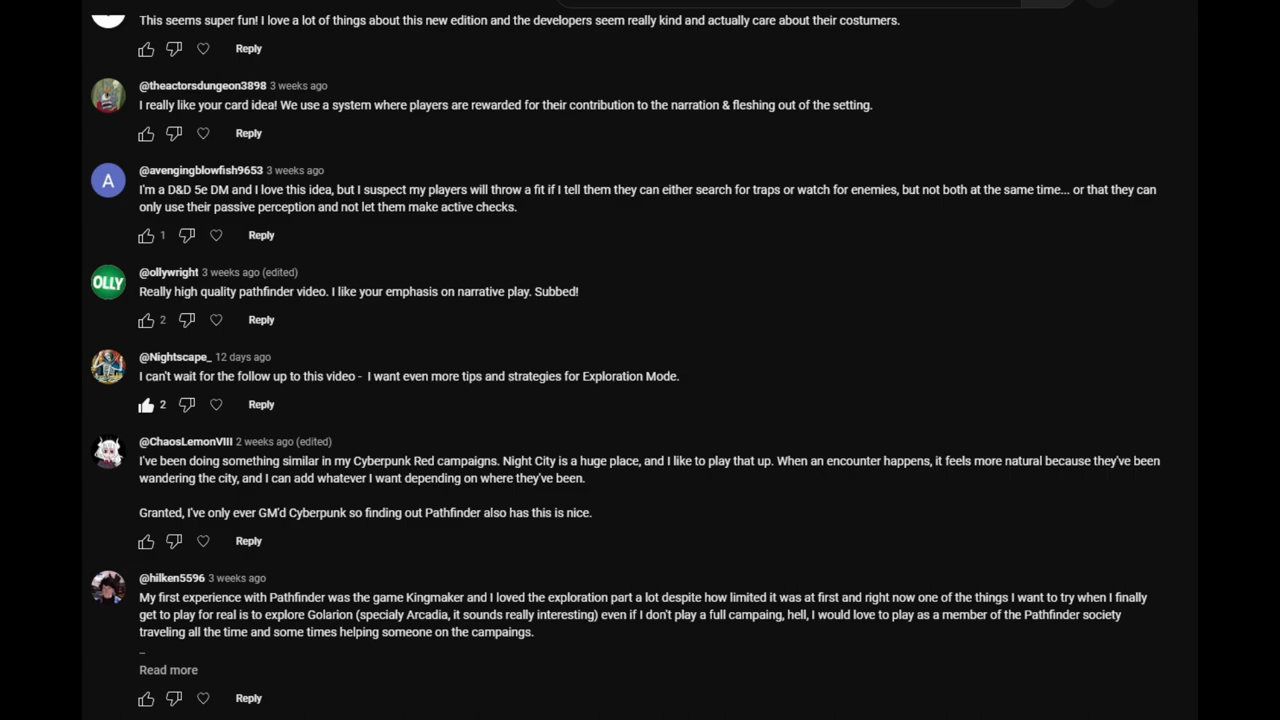 This seems super fun! I love a lot of things about this new edition and the developers seem really kind and actually care about their costumers.
Reply
@theactorsdungeon3898 3 weeks ago
I really like your card idea! We use a system where players are rewarded for their contribution to the narration & fleshing out of the setting.
Reply
A
@avengingblowfish9653 3 weeks ago
I'm a D&D 5e DM and I love this idea, but I suspect my players will throw a fit if I tell them they can either search for traps or watch for enemies, but not both at the same time... or that they can
only use their passive perception and not let them make active checks.
1 Reply
OLLY
@ollywright 3 weeks ago (edited)
Really high quality pathfinder video. I like your emphasis on narrative play. Subbed!
2 Reply
@Nightscape_ 12 days ago
I can't wait for the follow up to this video - I want even more tips and strategies for Exploration Mode.
2 Reply
@ChaosLemonVIII 2 weeks ago (edited)
I've been doing something similar in my Cyberpunk Red campaigns. Night City is a huge place, and I like to play that up. When an encounter happens, it feels more natural because they've been
wandering the city, and I can add whatever I want depending on where they've been.
Granted, I've only ever GM'd Cyberpunk so finding out Pathfinder also has this is nice.
Reply
@hilken5596 3 weeks ago
My first experience with Pathfinder was the game Kingmaker and I loved the exploration part a lot despite how limited it was at first and right now one of the things I want to try when I finally
get to play for real is to explore Golarion (specialy Arcadia, it sounds really interesting) even if I don't play a full campaing, hell, I would love to play as a member of the Pathfinder society
traveling all the time and some times helping someone on the campaings.
_
Read more
Reply